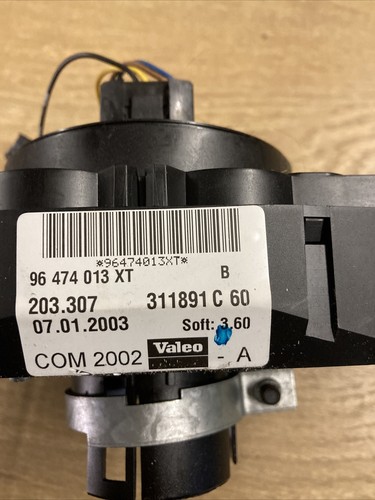 *96474013XT*
96 474 013 XT B
203.307 311891 C 60
07.01.2003 Soft: 3.60
COM 2002 Valeo - A